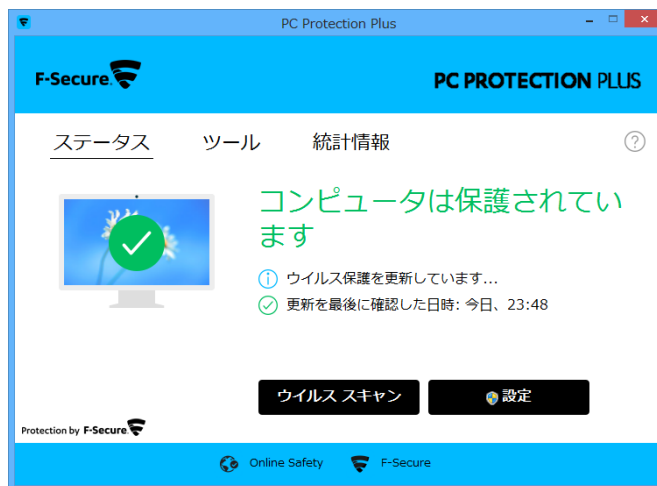 PC Protection Plus
F-Secure.
PC PROTECTION PLUS
ステータス ツール 統計情報
?
コンピュータは保護されてい
ます
ウイルス保護を更新しています...
更新を最後に確認した日時: 今日、23:48
ウイルス スキャン 設定
Protection by F-Secure.
Online Safety F-Secure